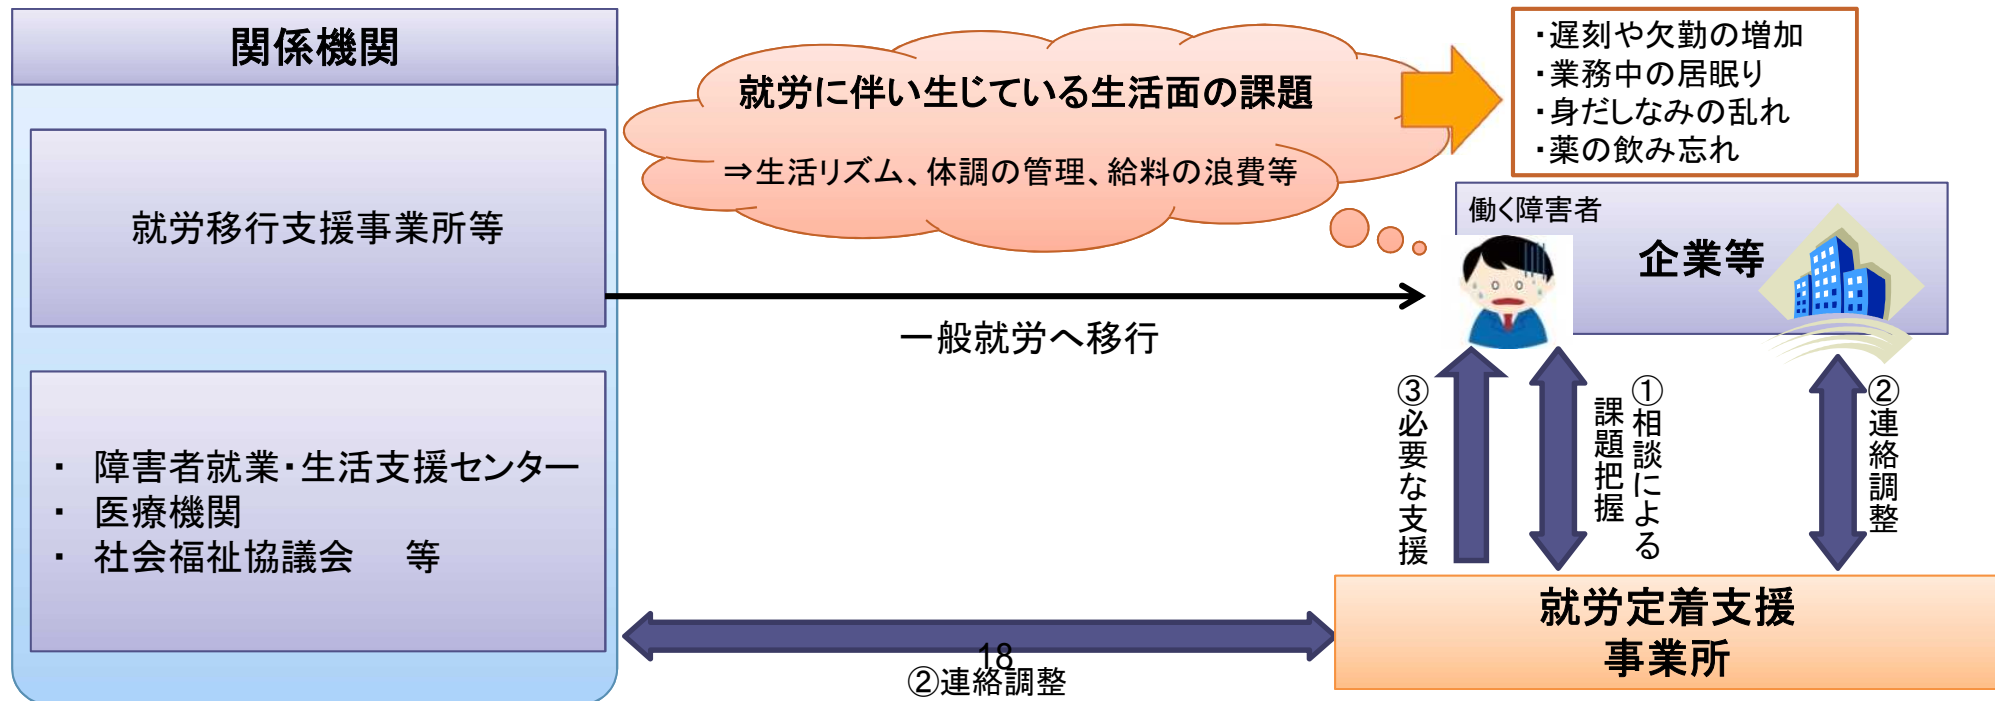 関係機関
就労移行支援事業所等
・ 障害者就業・生活支援センター
・ 医療機関
・ 社会福祉協議会 等
就労に伴い生じている生活面の課題
⇒生活リズム、体調の管理、給料の浪費等
・遅刻や欠勤の増加
・業務中の居眠り
・身だしなみの乱れ
・薬の飲み忘れ
働く障害者
企業等
一般就労へ移行
③必要な支援
①相談による
課題把握
②連絡調整
就労定着支援
事業所
18
②連絡調整